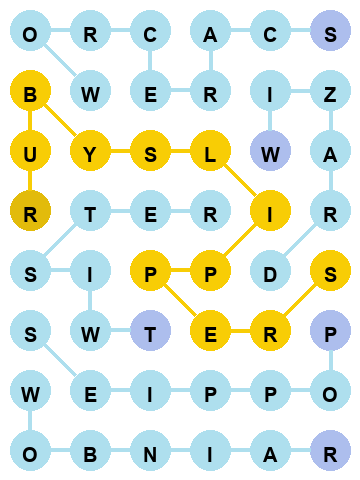 O R C A C S
B W E R I Z
U Y S L W A
R T E R I R
S I P P D S
S W T E R P
W E I P P O
O B N I A R